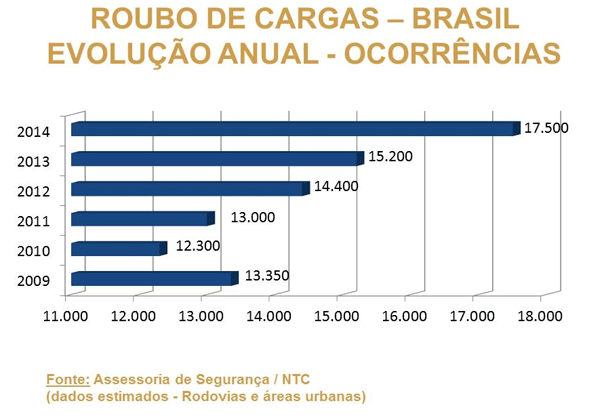 ROUBO DE CARGAS – BRASIL
EVOLUÇÃO ANUAL - OCORRÊNCIAS
2014 17.500
2013 15.200
2012 14.400
2011 13.000
2010 12.300
2009 13.350
11.000 12.000 13.000 14.000 15.000 16.000 17.000 18.000
Fonte: Assessoria de Segurança / NTC
(dados estimados - Rodovias e áreas urbanas)